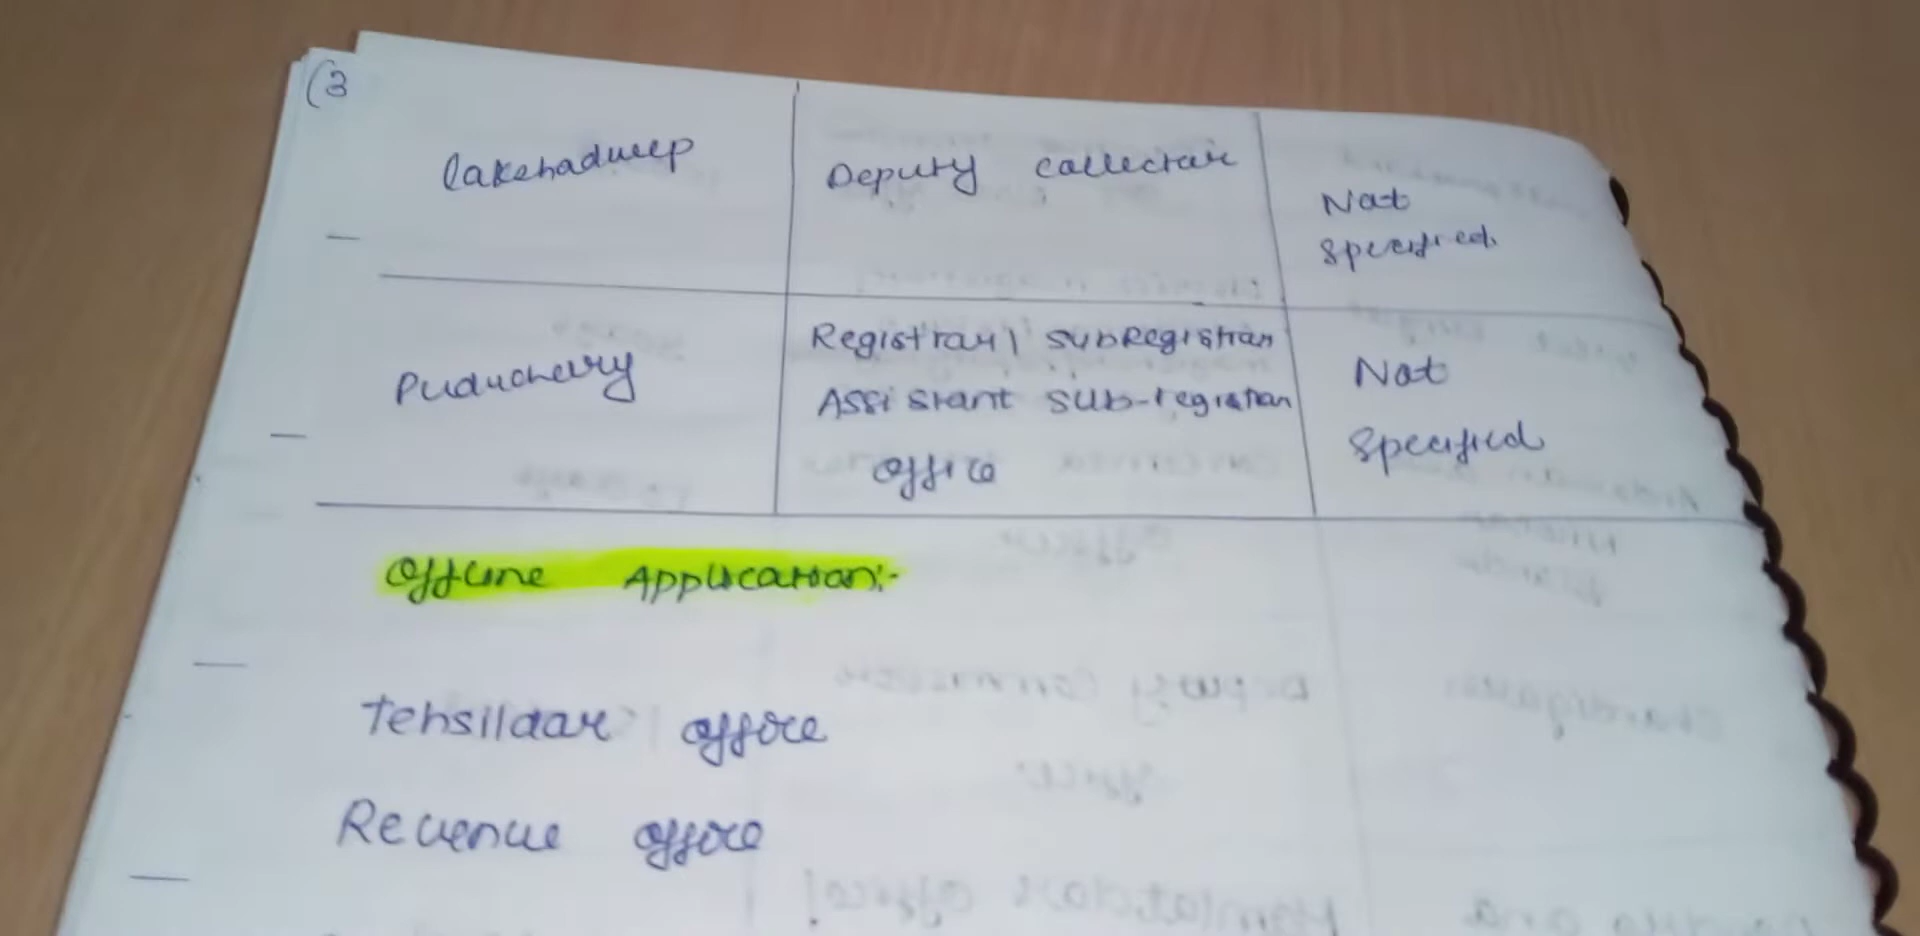 (3
Lakshadweep
Deputy collector
Not
Specified
Puducherry
Registrar/ SubRegistrar
Assistant Sub-registrar
office
Not
Specified
Offline Application:-
Tehsildar office
Revenue office